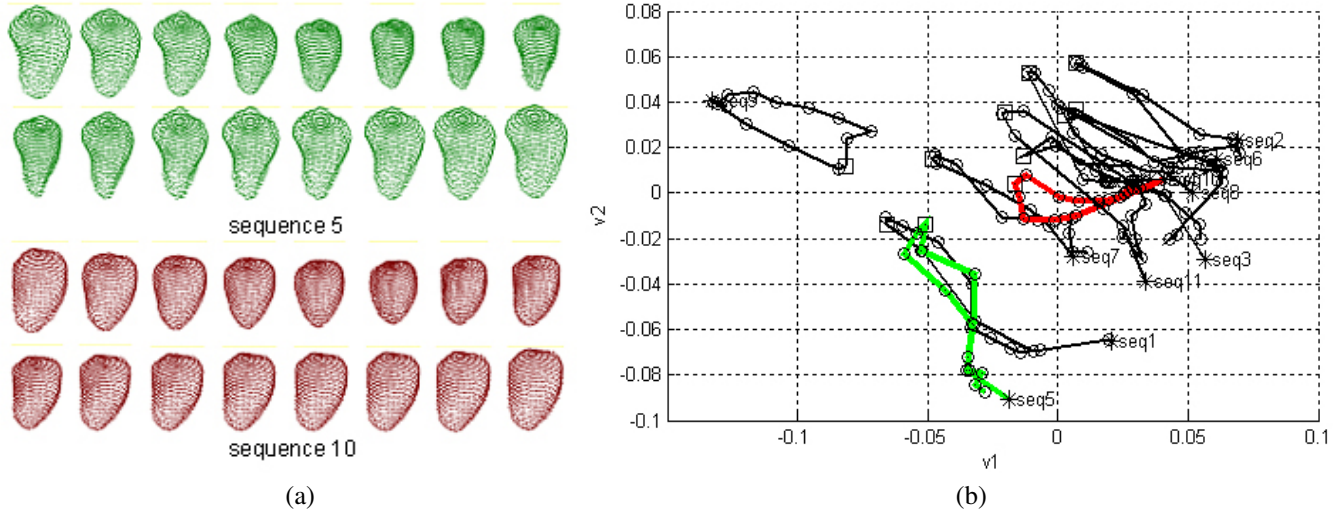 sequence 5
sequence 10
(a)
0.08
0.06
0.04
0.02
0
-0.02
-0.04
-0.06
-0.08
-0.1
v2
-0.1
-0.05
0
0.05
0.1
v1
seq9
seq2
seq6
seq8
seq7
seq3
seq11
seq1
seq5
(b)